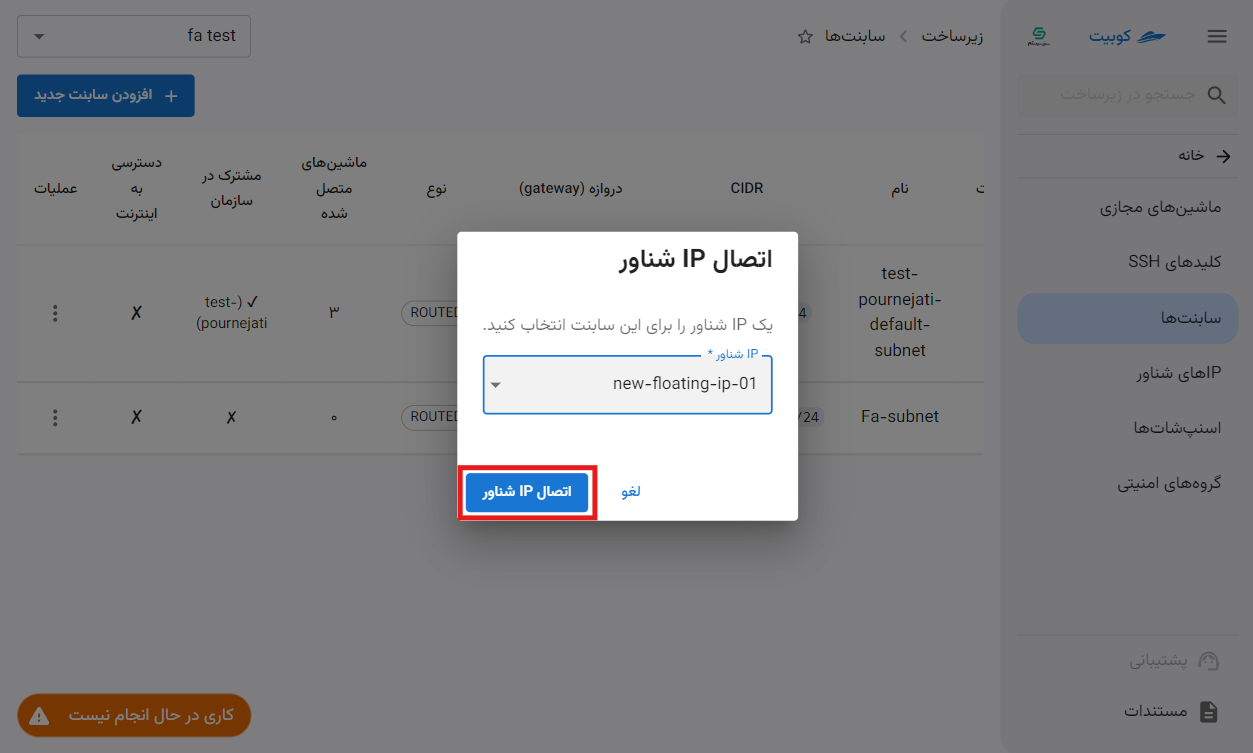 کوبیت
جستجو در زیرساخت
خانه
ماشین‌های مجازی
کلیدهای SSH
سابنت‌ها
IPهای شناور
اسنپ‌شات‌ها
گروه‌های امنیتی
پشتیبانی
مستندات
زیرساخت
سابنت‌ها
fa test
افزودن سابنت جدید
نام
CIDR
دروازه (gateway)
نوع
ماشین‌های
متصل
شده
مشترک در
سازمان
دسترسی
به
اینترنت
عملیات
test-
pournejati-
default-
subnet
ROUTED
۳
✓ (test-
pournejati)
✗
Fa-subnet
/24
ROUTED
۰
✗
✗
اتصال IP شناور
یک IP شناور را برای این سابنت انتخاب کنید.
IP شناور *
new-floating-ip-01
لغو
اتصال IP شناور
کاری در حال انجام نیست